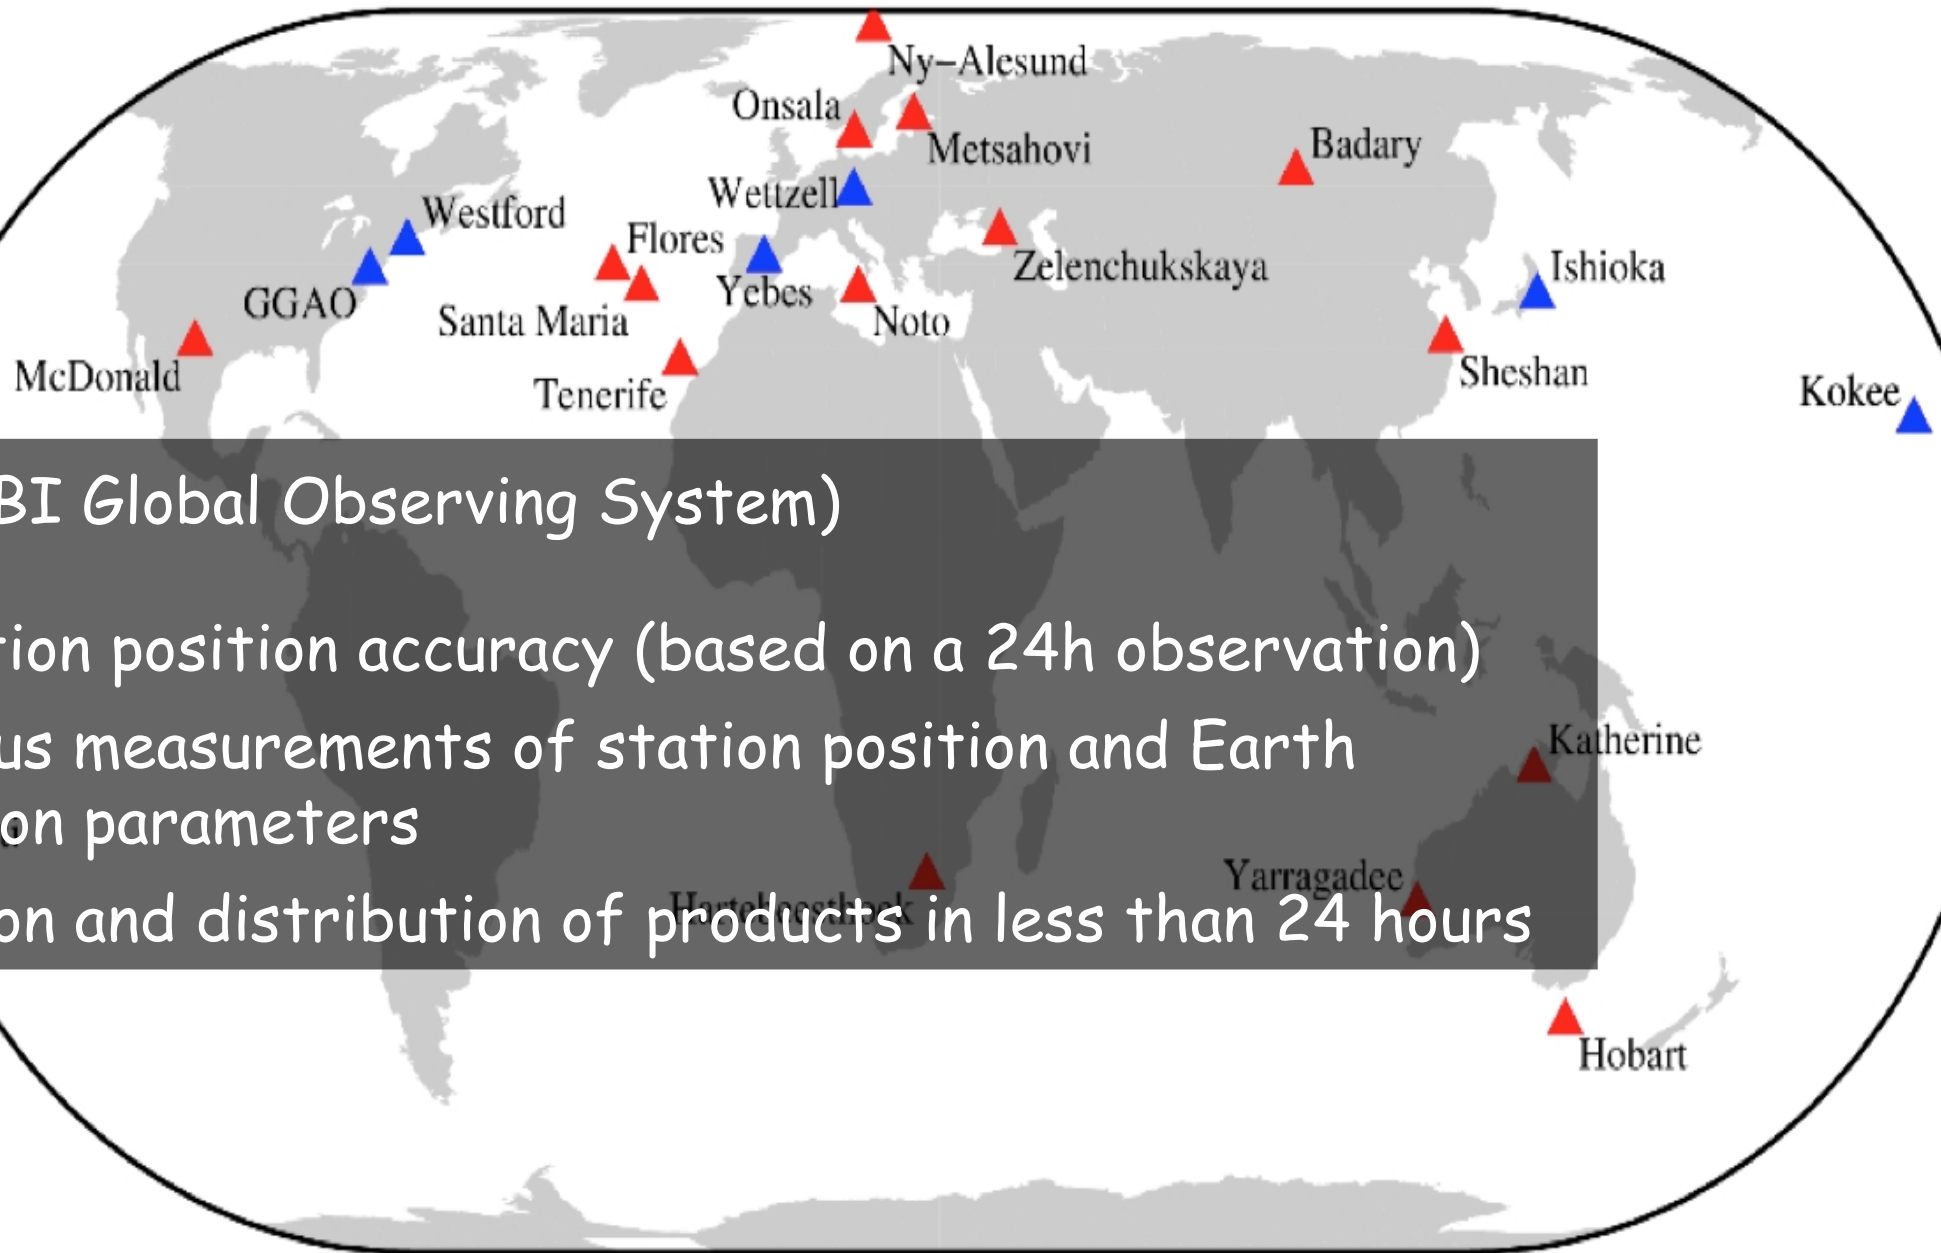 Ny-Alesund
Onsala
Metsahovi
Badary
Wettzell
Westford
Flores
Zelenchukskaya
Ishioka
Yebes
GGAO
Santa Maria
Noto
McDonald
Sheshan
Tenerife
Kokee
BI Global Observing System)
tion position accuracy (based on a 24h observation)
us measurements of station position and Earth
on parameters
Katherine
Yarragadee
Hartebeesthoek
on and distribution of products in less than 24 hours
Hobart